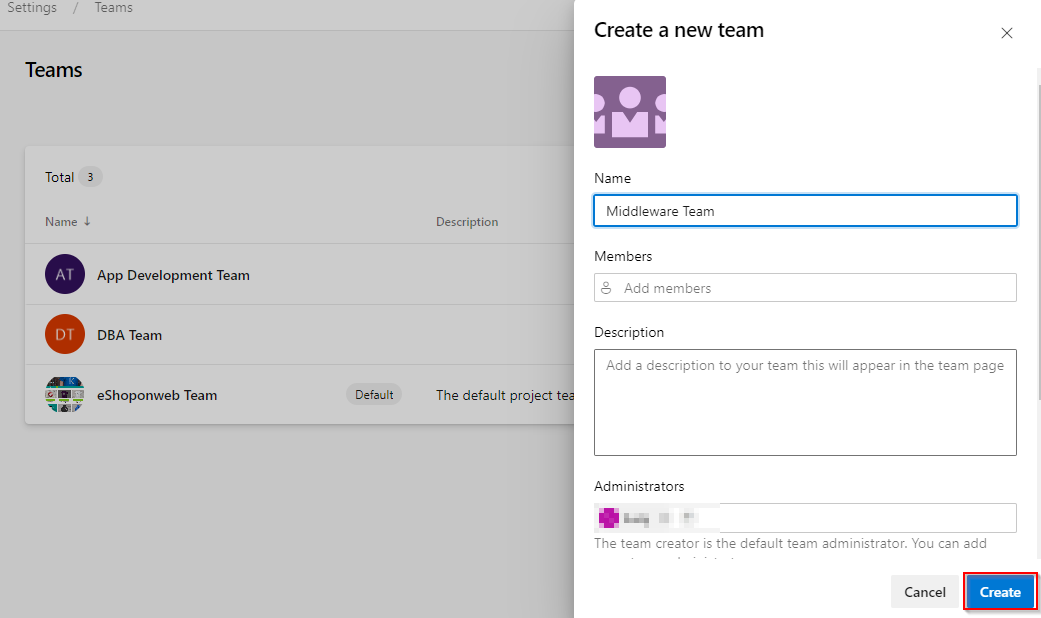 Settings / Teams
Teams
Total 3
Name ↓ Description
AT App Development Team
DT DBA Team
eShoponweb Team Default The default project tea
Create a new team
Name
Middleware Team
Members
Add members
Description
Add a description to your team this will appear in the team page
Administrators
The team creator is the default team administrator. You can add
Cancel Create